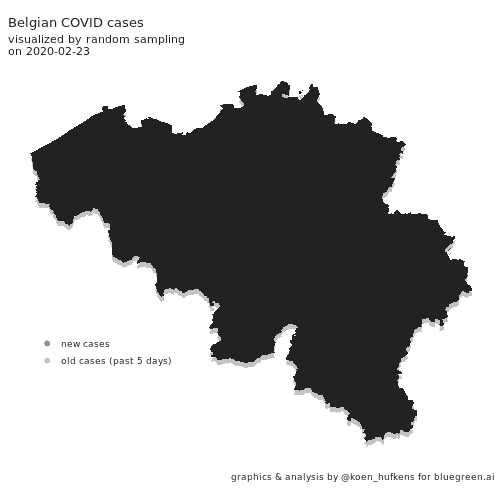 Belgian COVID cases
visualized by random sampling
on 2020-02-23
new cases
old cases (past 5 days)
graphics & analysis by @koen_hufkens for bluegreen.ai